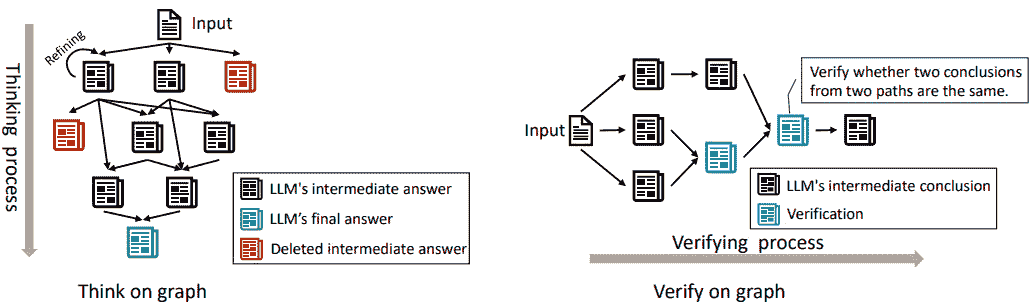 Input
Refining
Thinking process
LLM's intermediate answer
LLM's final answer
Deleted intermediate answer
Think on graph
Verify whether two conclusions
from two paths are the same.
Input
LLM's intermediate conclusion
Verification
Verifying process
Verify on graph